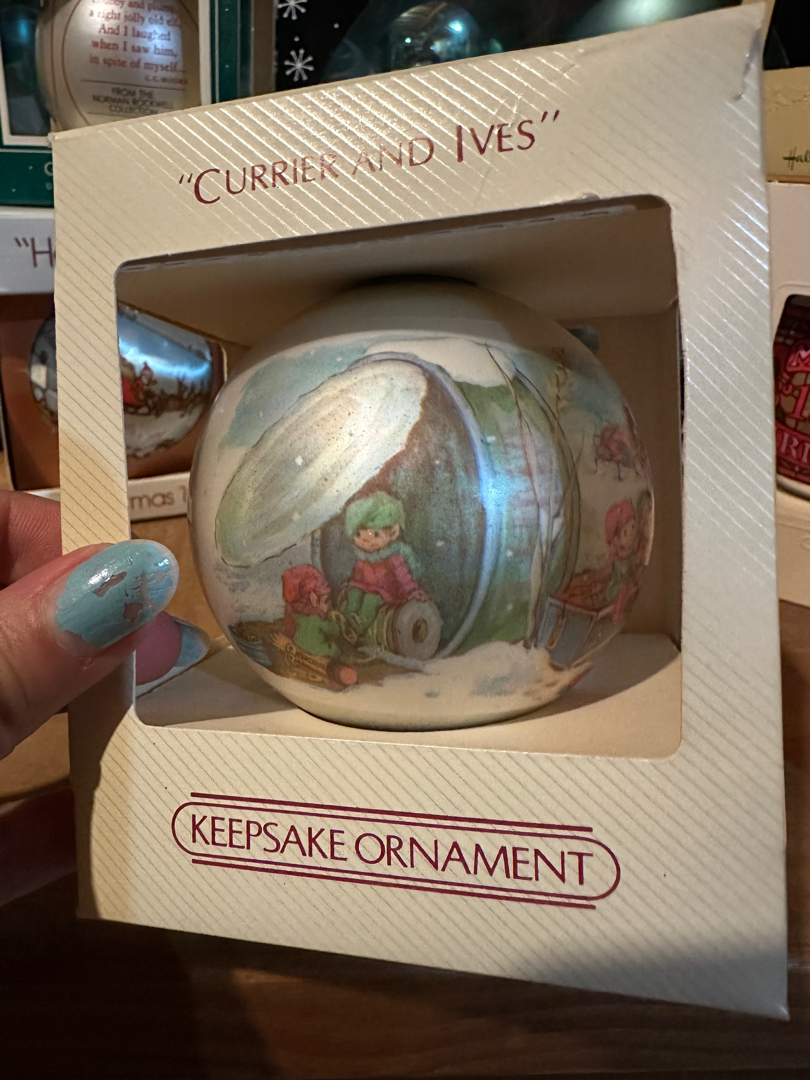 a right jolly old elf
And I laughed
when I saw him,
in spite of myself...
C.C. MOORE
FROM THE
NORMAN ROCKWELL
COLLECTION
"CURRIER AND IVES"
KEEPSAKE ORNAMENT